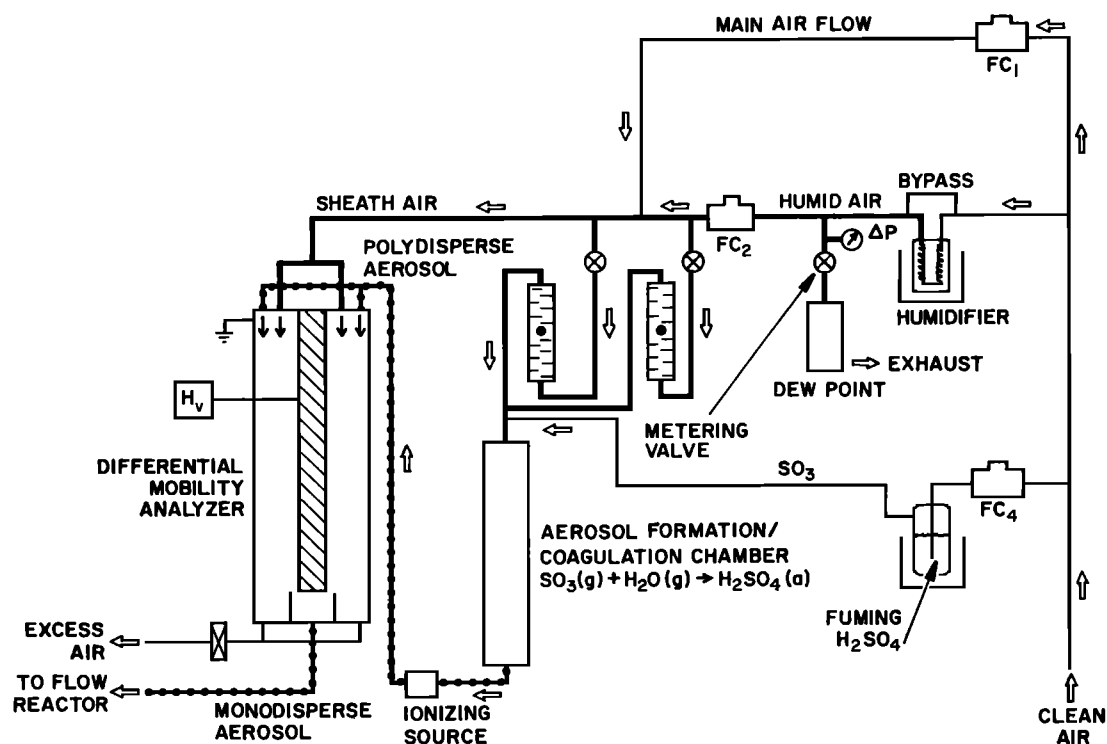 MAIN AIR FLOW
FC1
BYPASS
SHEATH AIR
HUMID AIR
ΔP
FC2
POLYDISPERSE
AEROSOL
HUMIDIFIER
EXHAUST
DEW POINT
Hv
METERING
VALVE
SO3
DIFFERENTIAL
MOBILITY
ANALYZER
FC4
AEROSOL FORMATION/
COAGULATION CHAMBER
SO3(g) + H2O(g) → H2SO4(a)
FUMING
H2SO4
EXCESS
AIR
TO FLOW
REACTOR
MONODISPERSE
AEROSOL
IONIZING
SOURCE
CLEAN
AIR